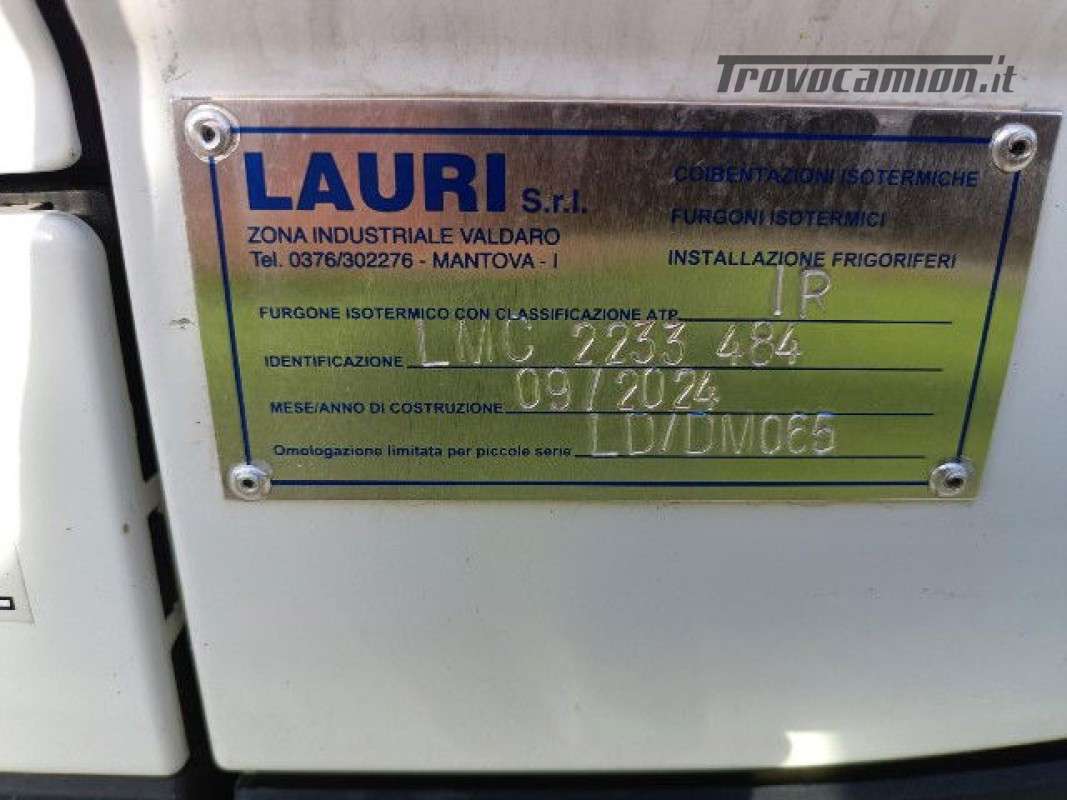 Trovocamion.it
LAURI S.r.l.
ZONA INDUSTRIALE VALDARO
Tel. 0376/302276 - MANTOVA - I
COIBENTAZIONI ISOTERMICHE
FURGONI ISOTERMICI
INSTALLAZIONE FRIGORIFERI
FURGONE ISOTERMICO CON CLASSIFICAZIONE ATP IR
IDENTIFICAZIONE LMC 2233 484
MESE/ANNO DI COSTRUZIONE 09/2024
Omologazione limitata per piccole serie LD/DM065